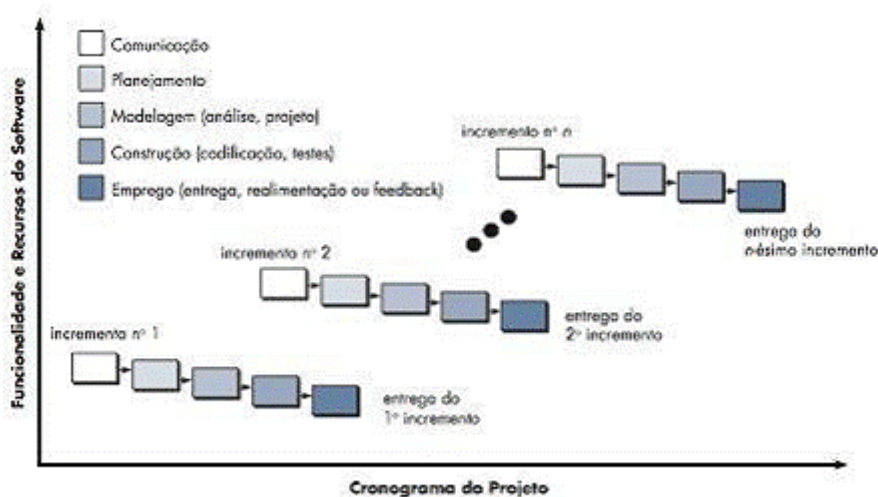 Funcionalidade e Recursos do Software
Comunicação
Planejamento
Modelagem (análise, projeto)
Construção (codificação, testes)
Emprego (entrega, realimentação ou feedback)
incremento nº n
entrega do
n-ésimo incremento
incremento nº 2
entrega do
2º incremento
incremento nº 1
entrega do
1º incremento
Cronograma do Projeto